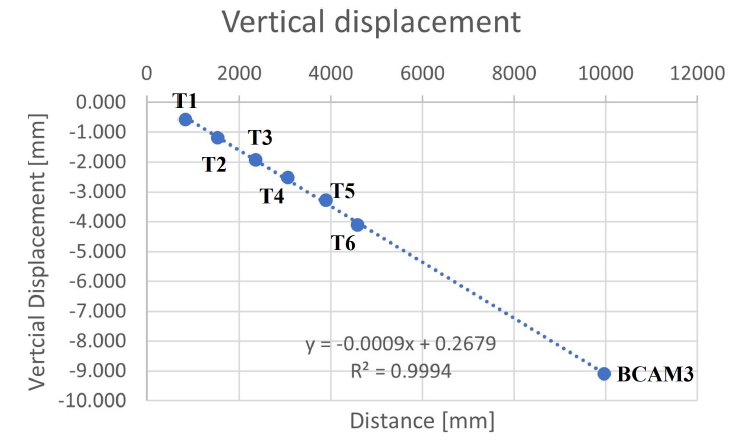 Vertical displacement
0 2000 4000 6000 8000 10000 12000
0.000
-1.000
-2.000
-3.000
-4.000
-5.000
-6.000
-7.000
-8.000
-9.000
-10.000
Vertcial Displacement [mm]
T1
T2
T3
T4
T5
T6
BCAM3
y = -0.0009x + 0.2679
R² = 0.9994
Distance [mm]